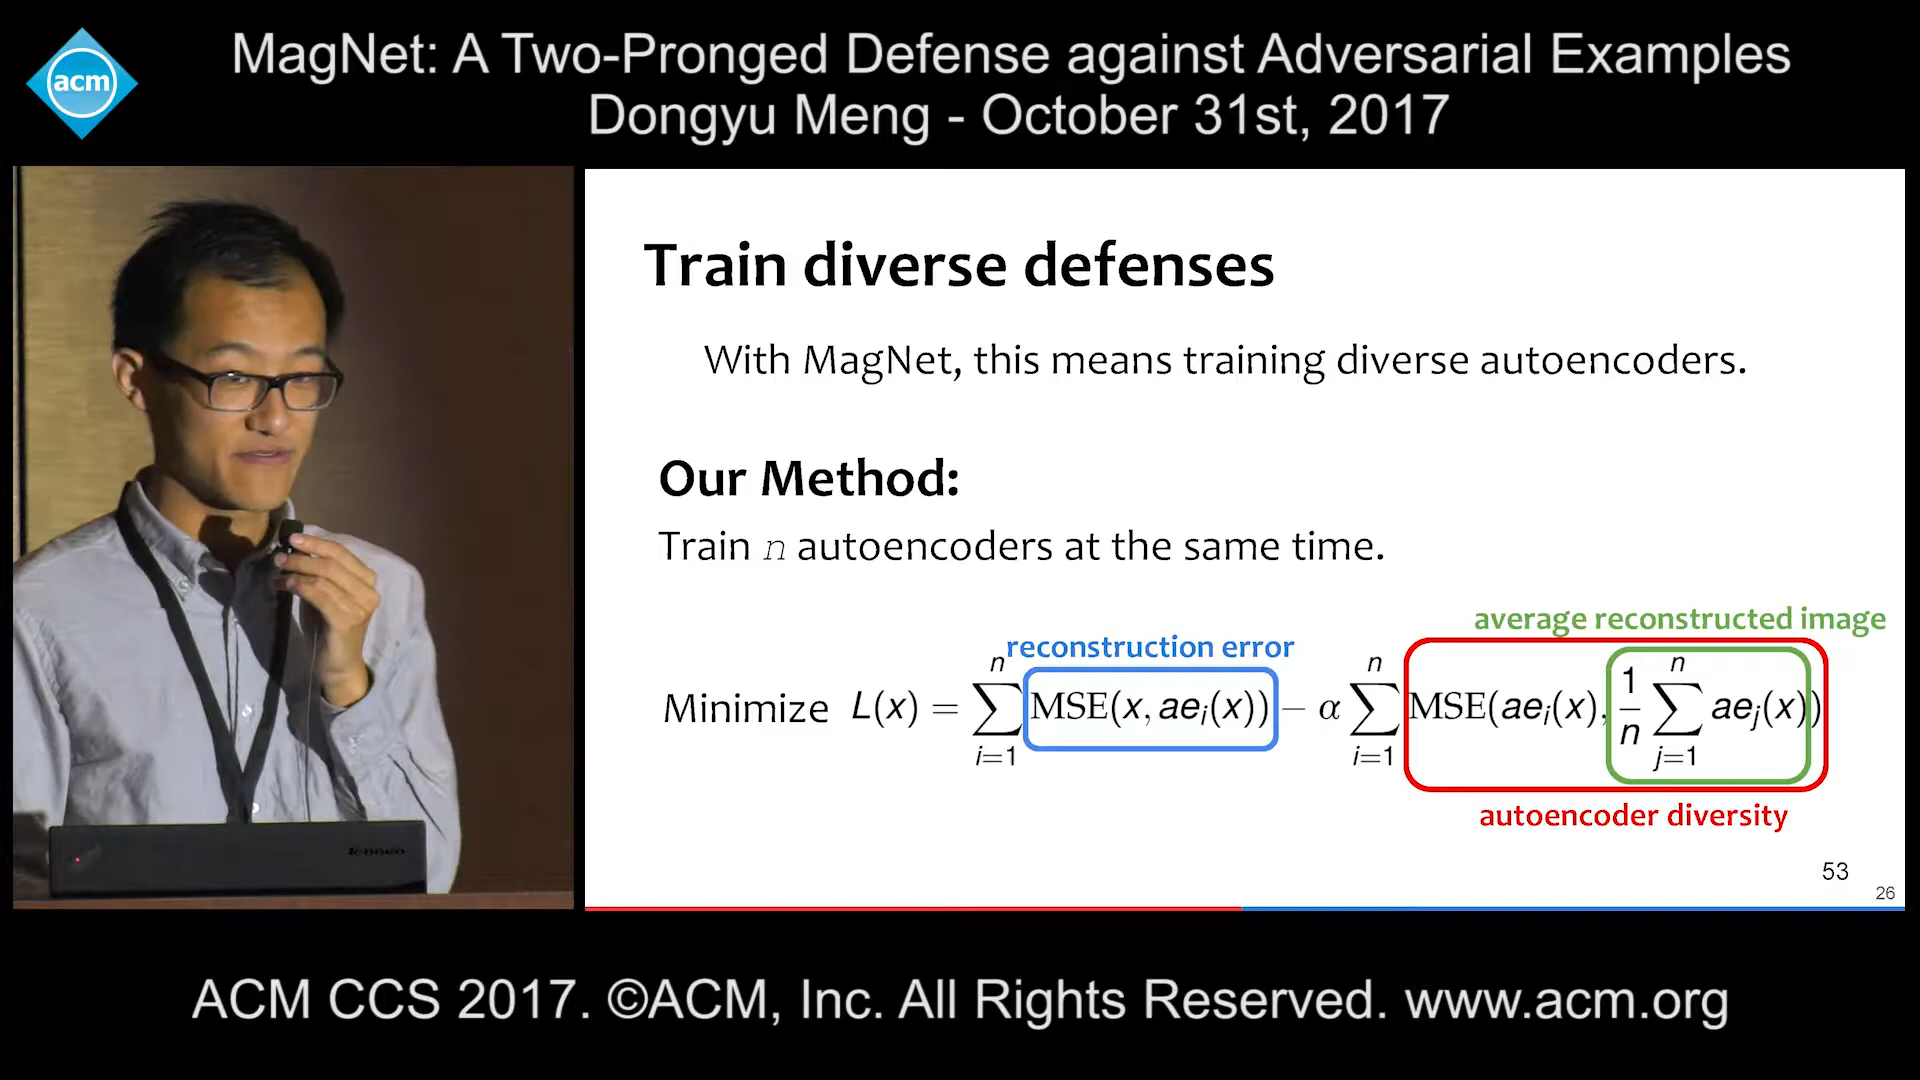 acm
MagNet: A Two-Pronged Defense against Adversarial Examples
Dongyu Meng - October 31st, 2017
Train diverse defenses
With MagNet, this means training diverse autoencoders.
Our Method:
Train n autoencoders at the same time.
average reconstructed image
reconstruction error
Minimize L(x) = ∑_{i=1}^{n} MSE(x, ae_i(x)) − α ∑_{i=1}^{n} MSE(ae_i(x), 1/n ∑_{j=1}^{n} ae_j(x))
autoencoder diversity
53
26
lenovo
ACM CCS 2017. ©ACM, Inc. All Rights Reserved. www.acm.org